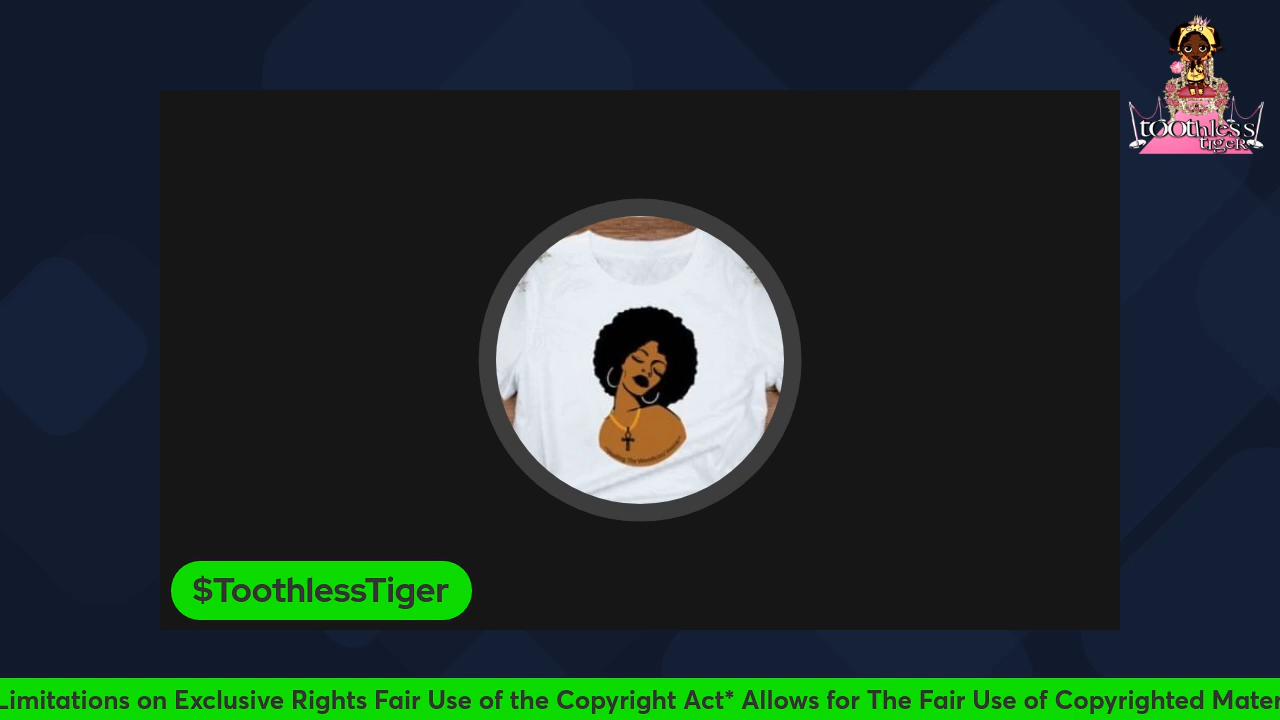 toothless
tiger
$ToothlessTiger
Limitations on Exclusive Rights Fair Use of the Copyright Act* Allows for The Fair Use of Copyrighted Mater